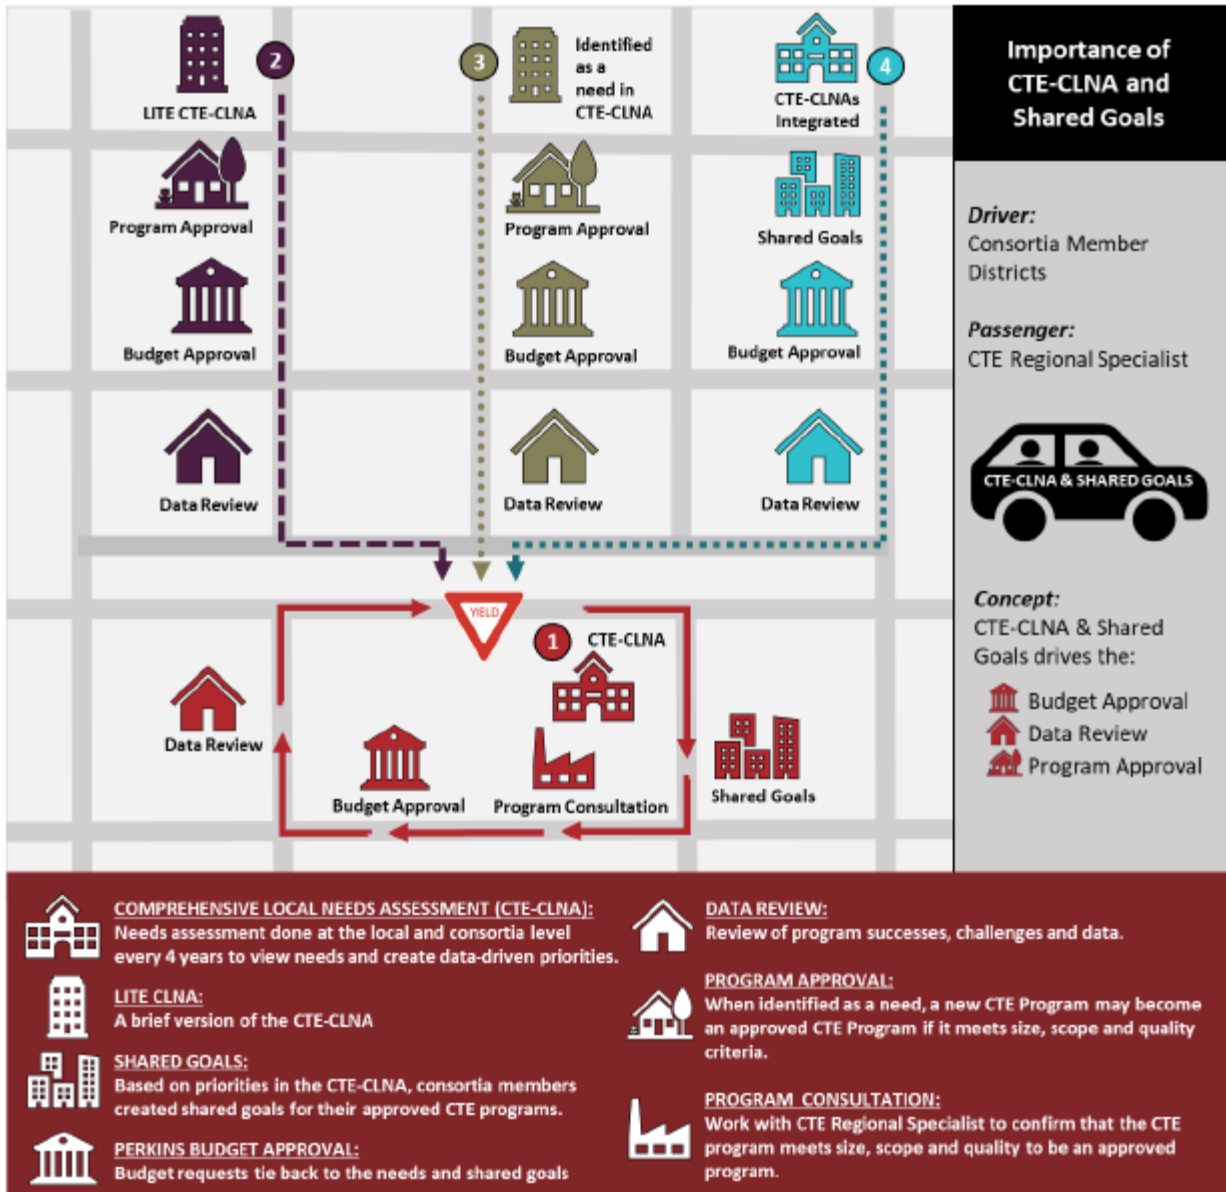 2
LITE CTE-CLNA
Program Approval
Budget Approval
Data Review
3
Identified
as a
need in
CTE-CLNA
Program Approval
Budget Approval
Data Review
4
CTE-CLNAs
Integrated
Shared Goals
Budget Approval
Data Review
YIELD
1
CTE-CLNA
Shared Goals
Program Consultation
Budget Approval
Data Review
Importance of
CTE-CLNA and
Shared Goals
Driver:
Consortia Member
Districts
Passenger:
CTE Regional Specialist
CTE-CLNA & SHARED GOALS
Concept:
CTE-CLNA & Shared
Goals drives the:
Budget Approval
Data Review
Program Approval
COMPREHENSIVE LOCAL NEEDS ASSESSMENT (CTE-CLNA):
Needs assessment done at the local and consortia level
every 4 years to view needs and create data-driven priorities.
LITE CLNA:
A brief version of the CTE-CLNA
SHARED GOALS:
Based on priorities in the CTE-CLNA, consortia members
created shared goals for their approved CTE programs.
PERKINS BUDGET APPROVAL:
Budget requests tie back to the needs and shared goals
DATA REVIEW:
Review of program successes, challenges and data.
PROGRAM APPROVAL:
When identified as a need, a new CTE Program may become
an approved CTE Program if it meets size, scope and quality
criteria.
PROGRAM CONSULTATION:
Work with CTE Regional Specialist to confirm that the CTE
program meets size, scope and quality to be an approved
program.